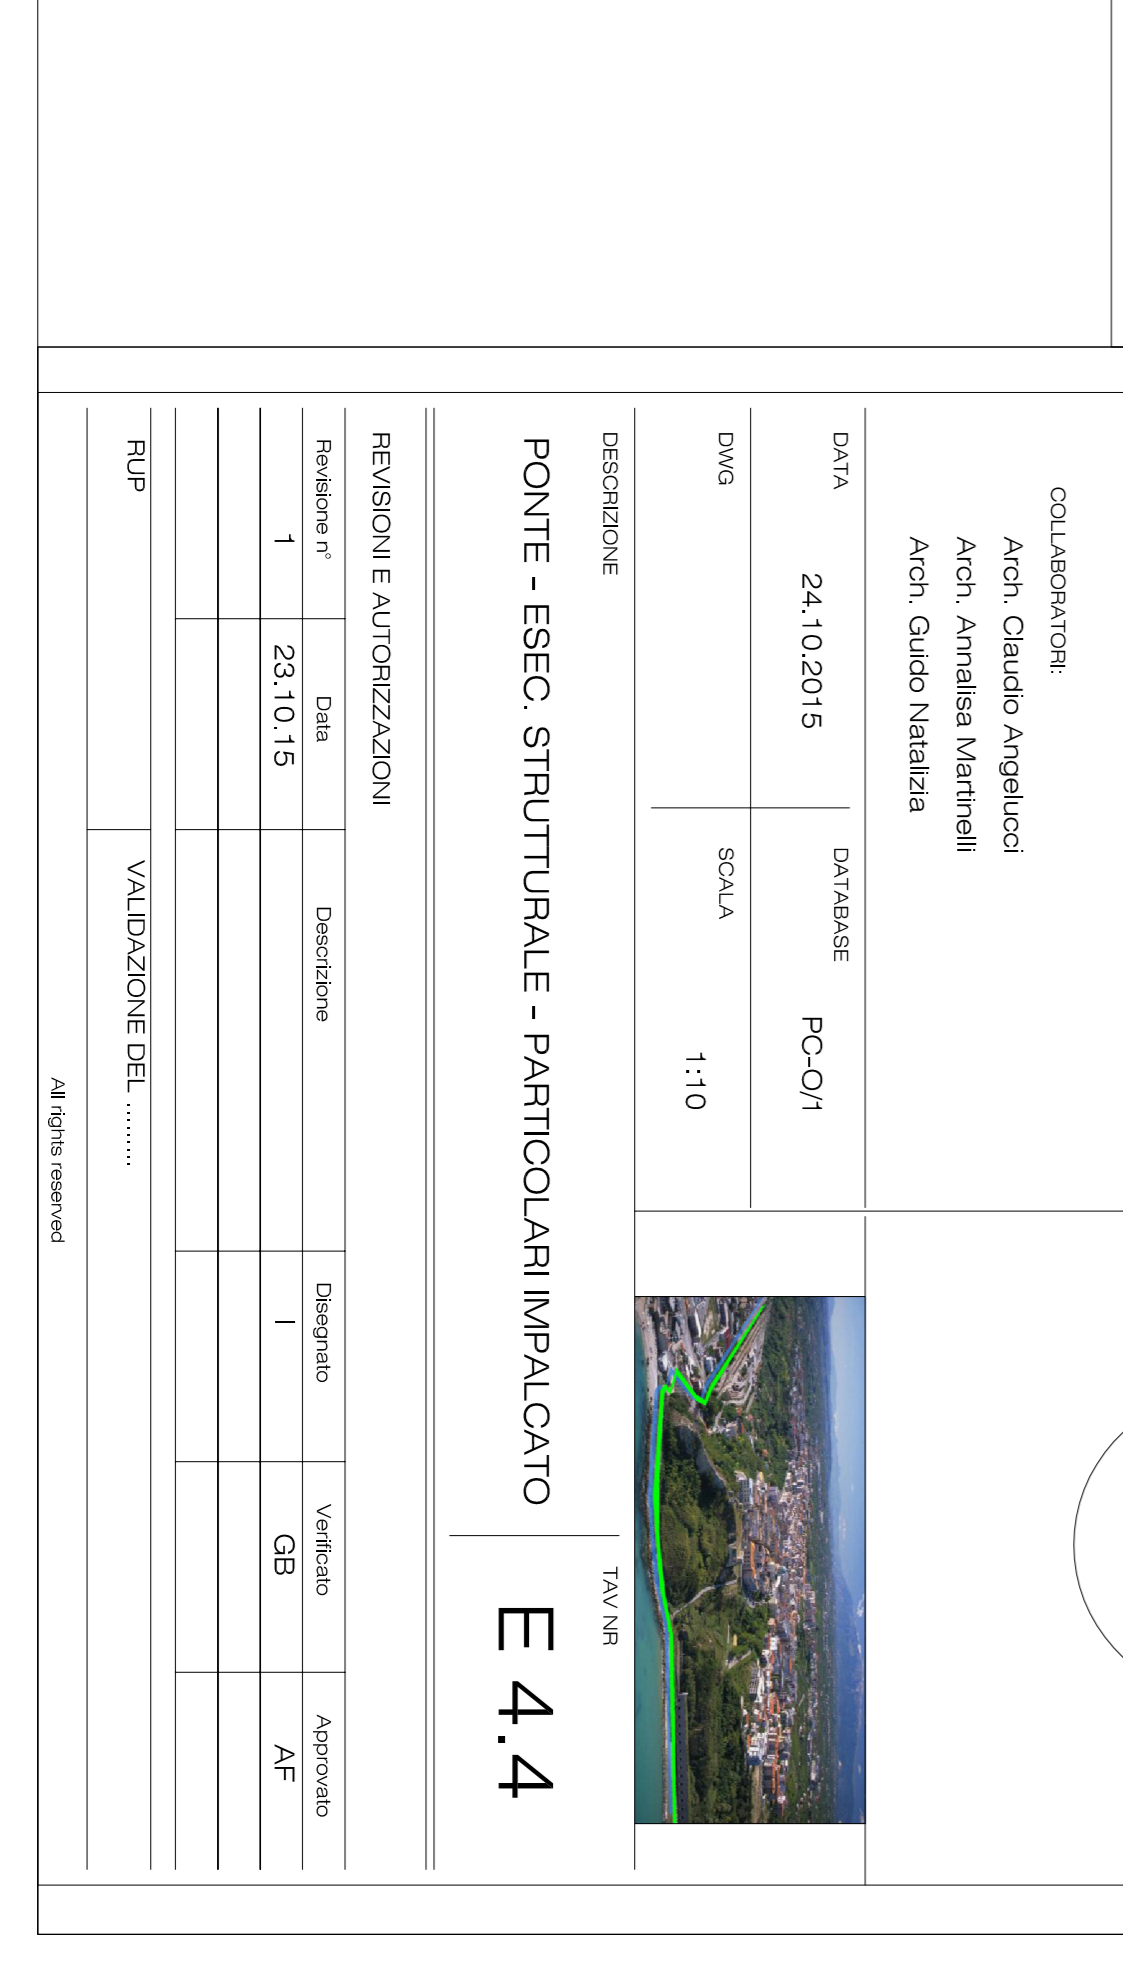 COLLABORATORI:
Arch. Claudio Angelucci
Arch. Annalisa Martinelli
Arch. Guido Natalizia
DATA
24.10.2015
DATABASE
PC-O/1
DWG
SCALA
1:10
DESCRIZIONE
PONTE - ESEC. STRUTTURALE - PARTICOLARI IMPALCATO
TAV NR
E 4.4
REVISIONI E AUTORIZZAZIONI
Revisione n° Data Descrizione Disegnato Verificato Approvato
1 23.10.15 I GB AF
RUP
VALIDAZIONE DEL .........
All rights reserved